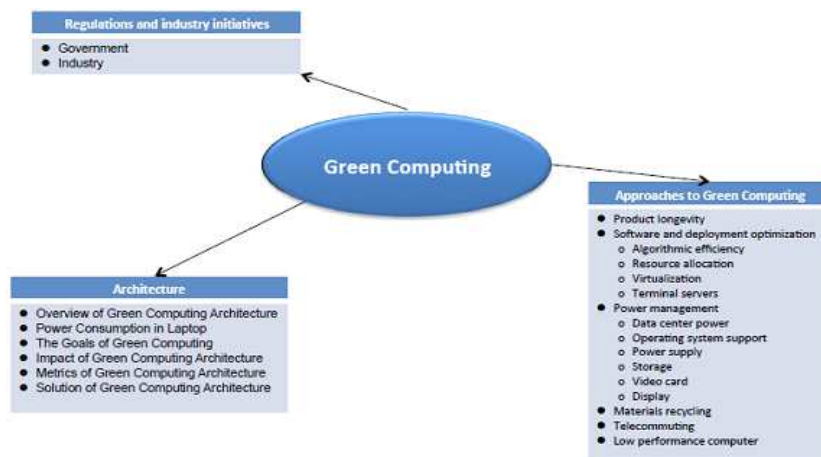 Regulations and industry initiatives
● Government
● Industry
Green Computing
Approaches to Green Computing
● Product longevity
● Software and deployment optimization
o Algorithmic efficiency
o Resource allocation
o Virtualization
o Terminal servers
● Power management
o Data center power
o Operating system support
o Power supply
o Storage
o Video card
o Display
● Materials recycling
● Telecommuting
● Low performance computer
Architecture
● Overview of Green Computing Architecture
● Power Consumption in Laptop
● The Goals of Green Computing
● Impact of Green Computing Architecture
● Metrics of Green Computing Architecture
● Solution of Green Computing Architecture